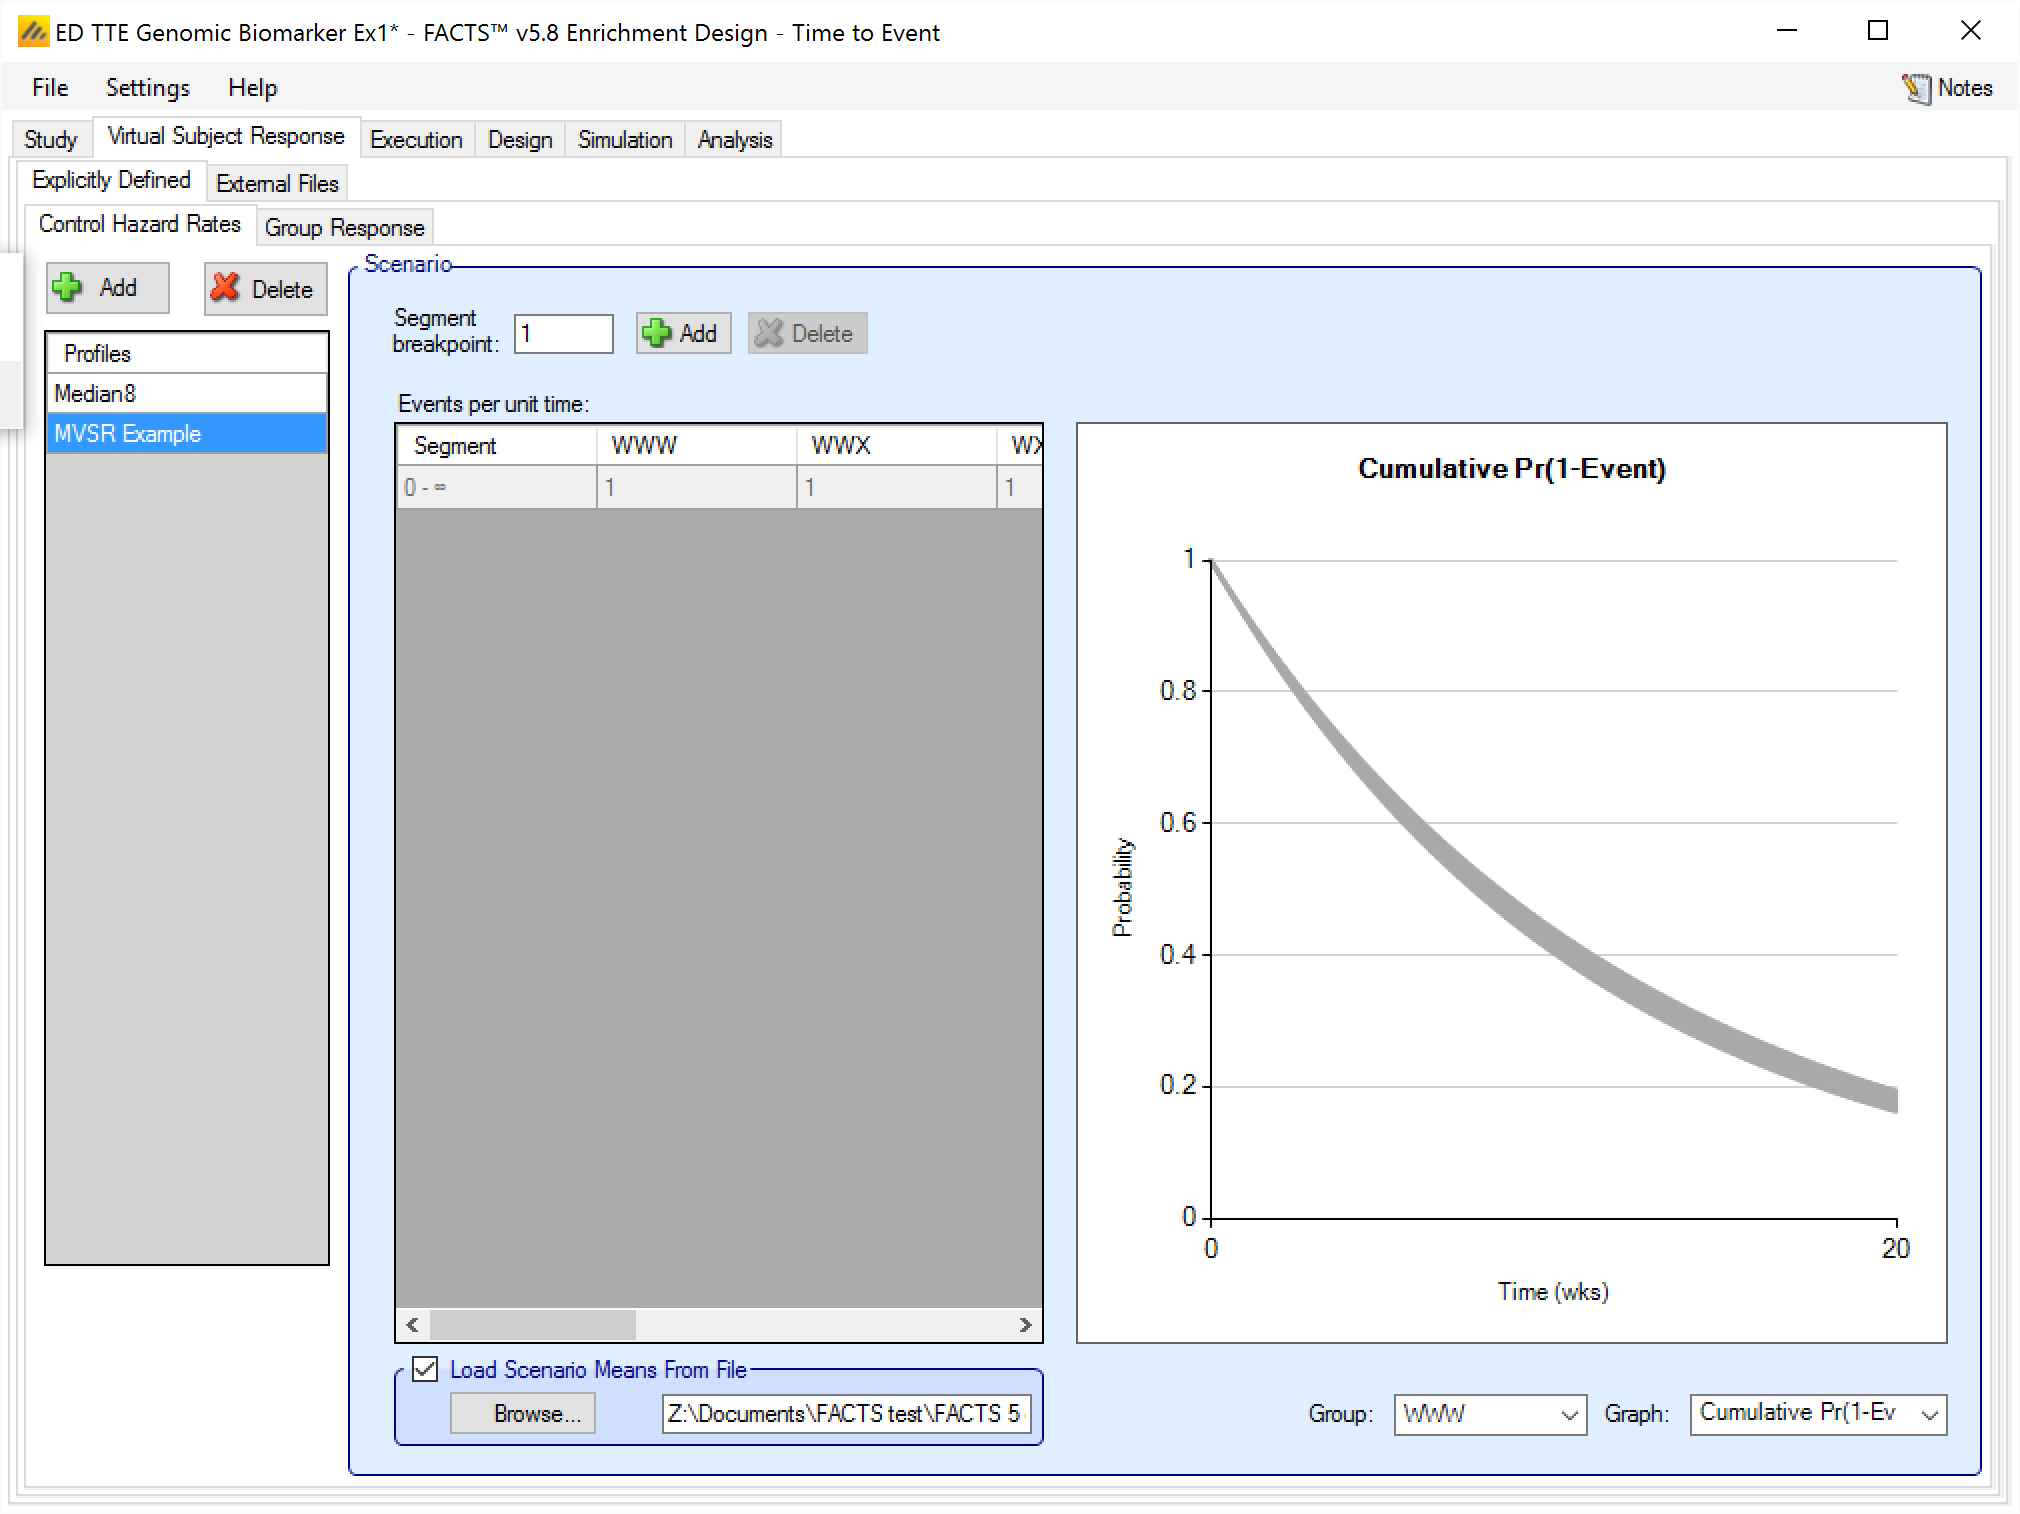 ED TTE Genomic Biomarker Ex1* - FACTS™ v5.8 Enrichment Design - Time to Event
File Settings Help Notes
Study Virtual Subject Response Execution Design Simulation Analysis
Explicitly Defined External Files
Control Hazard Rates Group Response
Add Delete
Profiles
Median8
MVSR Example
Scenario
Segment
breakpoint: 1 Add Delete
Events per unit time:
Segment WWW WWX WX
0 - ∞ 1 1 1
Cumulative Pr(1-Event)
1
0.8
0.6
0.4
0.2
0
Probability
0 20
Time (wks)
Load Scenario Means From File
Browse... Z:\Documents\FACTS test\FACTS 5
Group: WWW Graph: Cumulative Pr(1-Ev